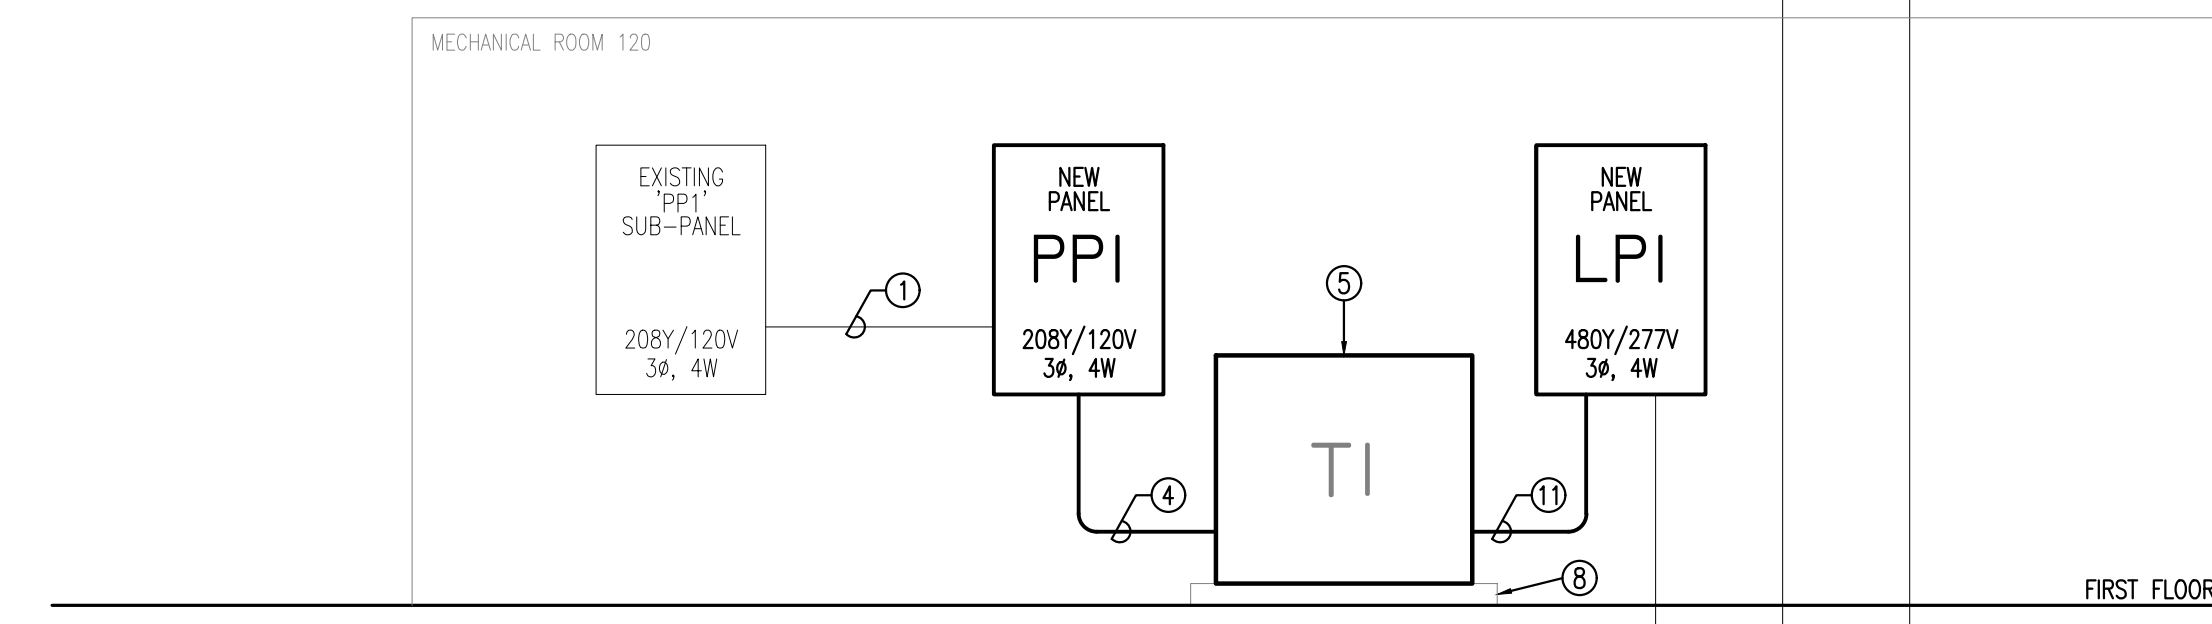 MECHANICAL ROOM 120
EXISTING
'PP1'
SUB-PANEL
208Y/120V
3ø, 4W
1
NEW
PANEL
PPI
208Y/120V
3ø, 4W
4
5
TI
NEW
PANEL
LPI
480Y/277V
3ø, 4W
11
8
FIRST FLOOR